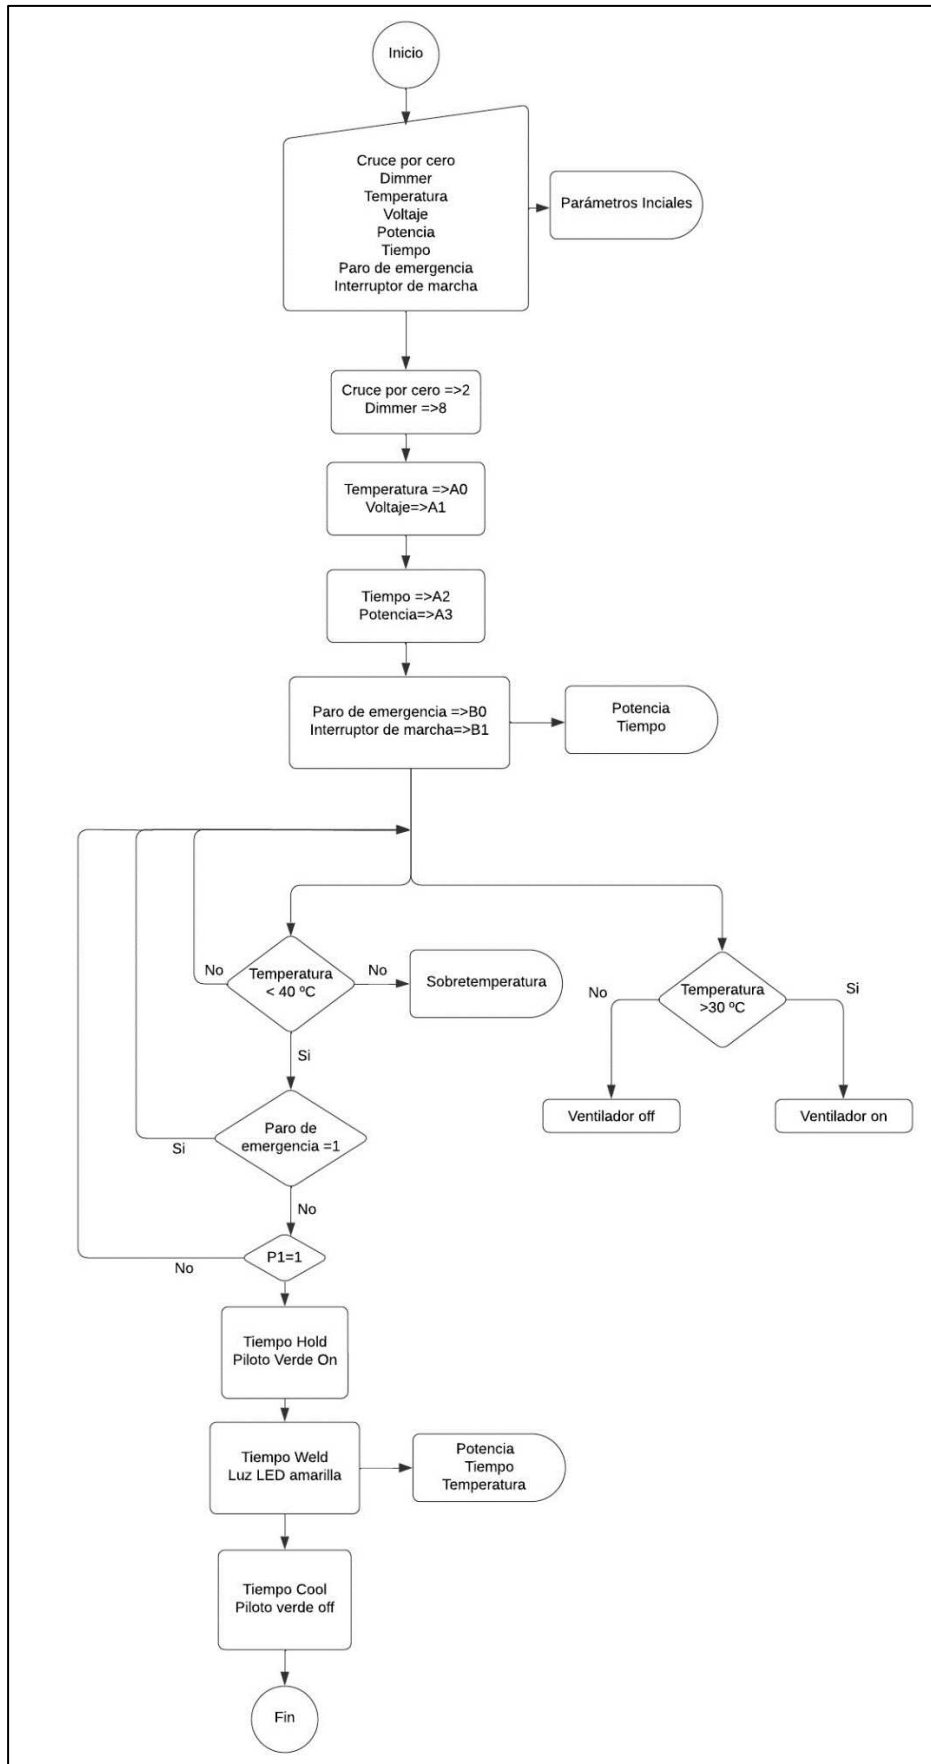 Inicio
Cruce por cero
Dimmer
Temperatura
Voltaje
Potencia
Tiempo
Paro de emergencia
Interruptor de marcha
Parámetros Inciales
Cruce por cero =>2
Dimmer =>8
Temperatura =>A0
Voltaje=>A1
Tiempo =>A2
Potencia=>A3
Paro de emergencia =>B0
Interruptor de marcha=>B1
Potencia
Tiempo
No
Temperatura
< 40 ºC
No
Sobretemperatura
No
Temperatura
>30 ºC
Si
Si
Ventilador off
Ventilador on
Paro de
emergencia =1
Si
No
P1=1
No
Tiempo Hold
Piloto Verde On
Tiempo Weld
Luz LED amarilla
Potencia
Tiempo
Temperatura
Tiempo Cool
Piloto verde off
Fin